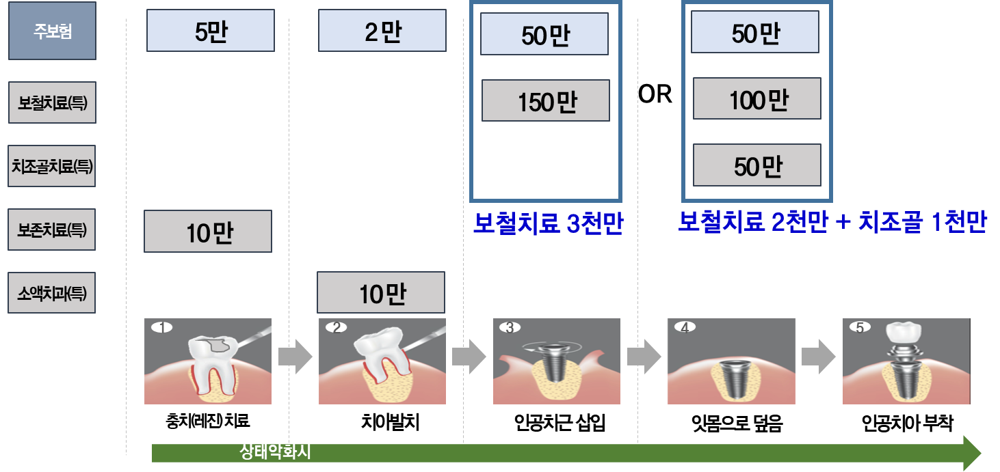 주보험
5만
2만
50만
50만
보철치료(특)
150만
OR
100만
치조골치료(특)
50만
보존치료(특)
10만
보철치료 3천만
보철치료 2천만 + 치조골 1천만
소액치과(특)
10만
1
2
3
4
5
충치(레진) 치료
치아발치
인공치근 삽입
잇몸으로 덮음
인공치아 부착
상태악화시